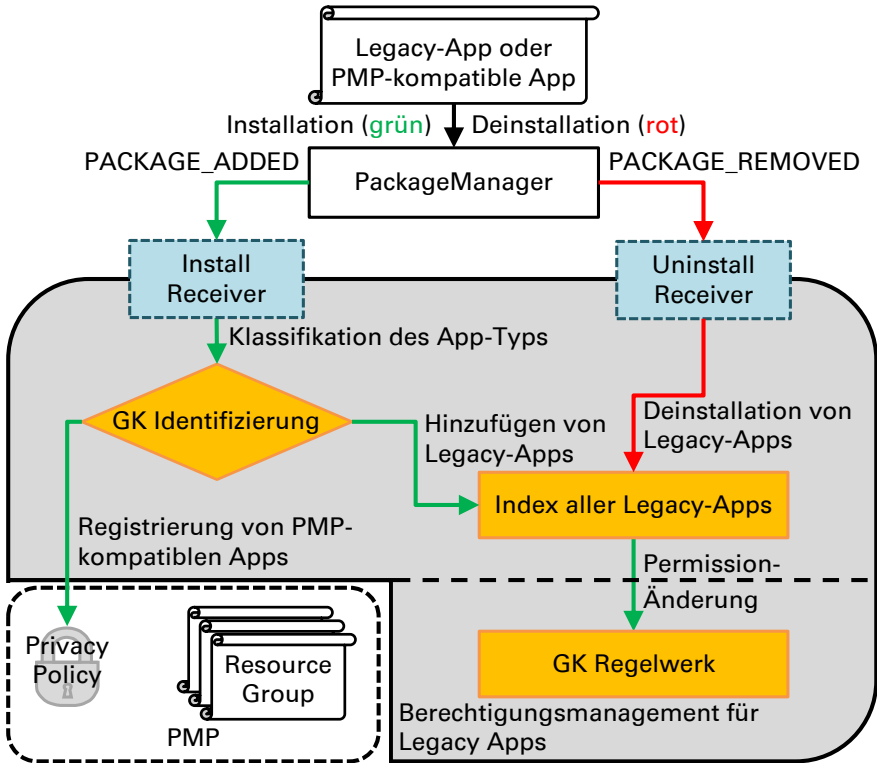 Legacy-App oder
PMP-kompatible App
Installation (grün)
Deinstallation (rot)
PACKAGE_ADDED
PackageManager
PACKAGE_REMOVED
Install
Receiver
Uninstall
Receiver
Klassifikation des App-Typs
GK Identifizierung
Hinzufügen von
Legacy-Apps
Deinstallation von
Legacy-Apps
Index aller Legacy-Apps
Registrierung von PMP-
kompatiblen Apps
Permission-
Änderung
Privacy
Policy
Resource
Group
PMP
GK Regelwerk
Berechtigungsmanagement für
Legacy Apps